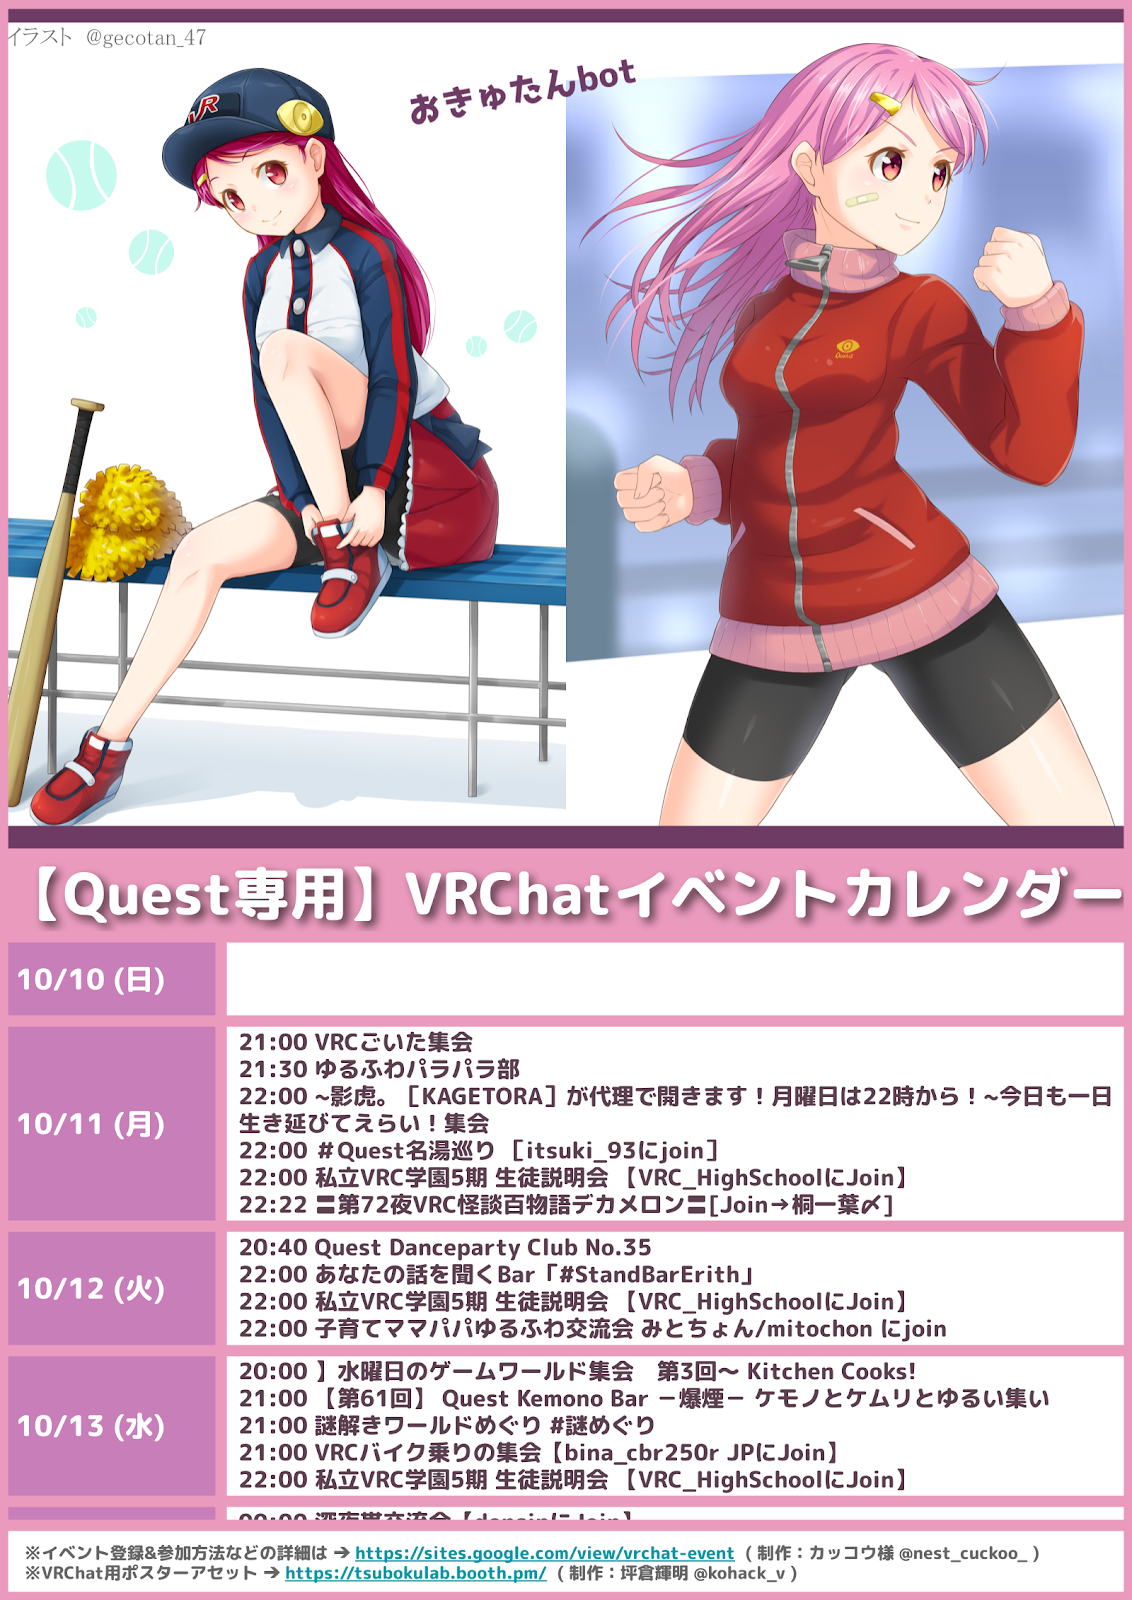 イラスト @gecotan_47
おきゅたんbot
VR
Quest
【Quest専用】VRChatイベントカレンダー
10/10 (日)
10/11 (月)
21:00 VRCごいた集会
21:30 ゆるふわパラパラ部
22:00 ~影虎。［KAGETORA］が代理で開きます！月曜日は22時から！~今日も一日
生き延びてえらい！集会
22:00 ＃Quest名湯巡り ［itsuki_93にjoin］
22:00 私立VRC学園5期 生徒説明会 【VRC_HighSchoolにJoin】
22:22 〓第72夜VRC怪談百物語デカメロン〓[Join→桐一葉〆]
10/12 (火)
20:40 Quest Danceparty Club No.35
22:00 あなたの話を聞くBar「#StandBarErith」
22:00 私立VRC学園5期 生徒説明会 【VRC_HighSchoolにJoin】
22:00 子育てママパパゆるふわ交流会 みとちょん/mitochon にjoin
10/13 (水)
20:00 】水曜日のゲームワールド集会　第3回～ Kitchen Cooks!
21:00 【第61回】 Quest Kemono Bar －爆煙－ ケモノとケムリとゆるい集い
21:00 謎解きワールドめぐり #謎めぐり
21:00 VRCバイク乗りの集会【bina_cbr250r JPにJoin】
22:00 私立VRC学園5期 生徒説明会 【VRC_HighSchoolにJoin】
00:00 深夜帯交流会【
にJoin】
※イベント登録&参加方法などの詳細は → https://sites.google.com/view/vrchat-event （ 制作：カッコウ様 @nest_cuckoo_ ）
※VRChat用ポスターアセット → https://tsubokulab.booth.pm/ （ 制作：坪倉輝明 @kohack_v ）